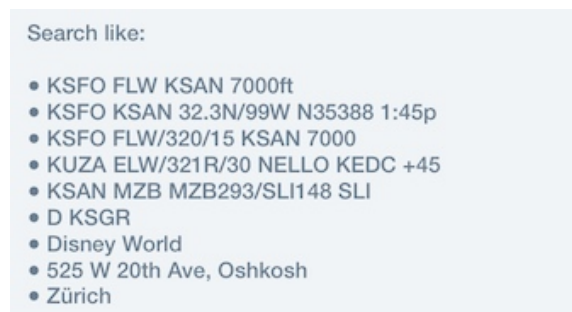 Search like:
• KSFO FLW KSAN 7000ft
• KSFO KSAN 32.3N/99W N35388 1:45p
• KSFO FLW/320/15 KSAN 7000
• KUZA ELW/321R/30 NELLO KEDC +45
• KSAN MZB MZB293/SLI148 SLI
• D KSGR
• Disney World
• 525 W 20th Ave, Oshkosh
• Zürich